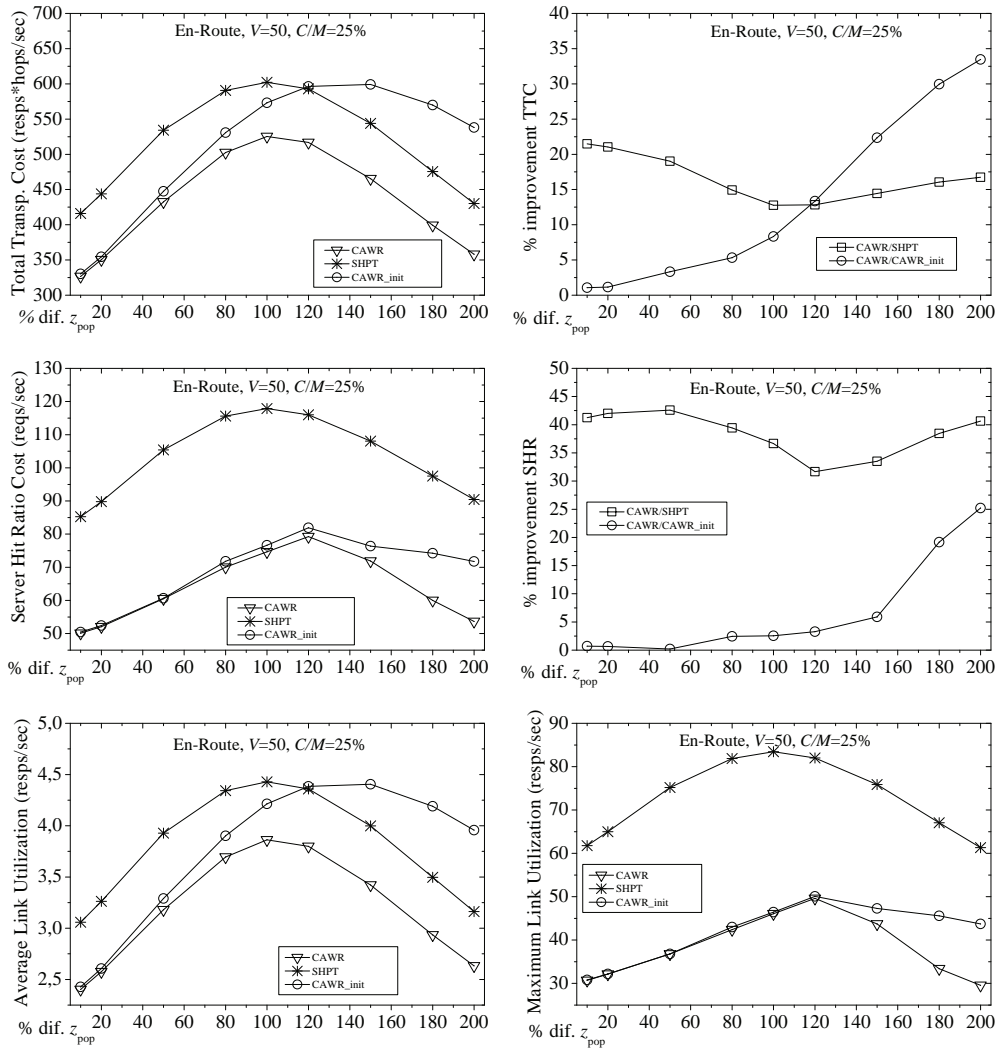 En-Route, V=50, C/M=25%
Total Transp. Cost (resps*hops/sec)
700
650
600
550
500
450
400
350
300
CAWR
SHPT
CAWR_init
20 40 60 80 100 120 140 160 180 200
% dif. z_pop
En-Route, V=50, C/M=25%
% improvement TTC
40
35
30
25
20
15
10
5
0
CAWR/SHPT
CAWR/CAWR_init
20 40 60 80 100 120 140 160 180 200
% dif. z_pop
En-Route, V=50, C/M=25%
Server Hit Ratio Cost (reqs/sec)
130
120
110
100
90
80
70
60
50
CAWR
SHPT
CAWR_init
20 40 60 80 100 120 140 160 180 200
% dif. z_pop
En-Route, V=50, C/M=25%
% improvement SHR
50
45
40
35
30
25
20
15
10
5
0
CAWR/SHPT
CAWR/CAWR_init
20 40 60 80 100 120 140 160 180 200
% dif. z_pop
En-Route, V=50, C/M=25%
Average Link Utilization (resps/sec)
5,0
4,5
4,0
3,5
3,0
2,5
CAWR
SHPT
CAWR_init
20 40 60 80 100 120 140 160 180 200
% dif. z_pop
En-Route, V=50, C/M=25%
Maximum Link Utilization (resps/sec)
90
80
70
60
50
40
30
CAWR
SHPT
CAWR_init
20 40 60 80 100 120 140 160 180 200
% dif. z_pop